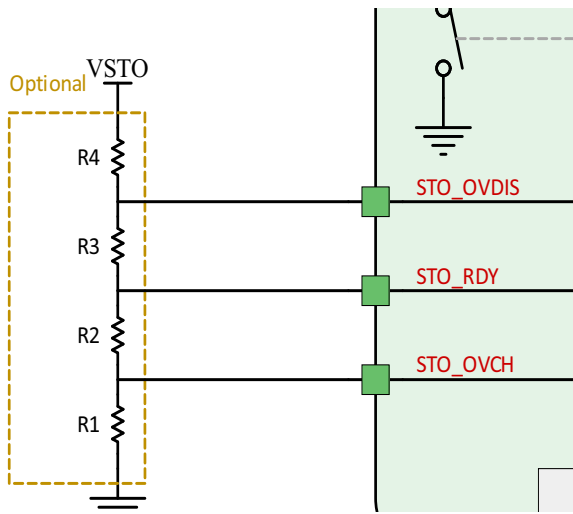 VSTO
Optional
R4
STO_OVDIS
R3
STO_RDY
R2
STO_OVCH
R1